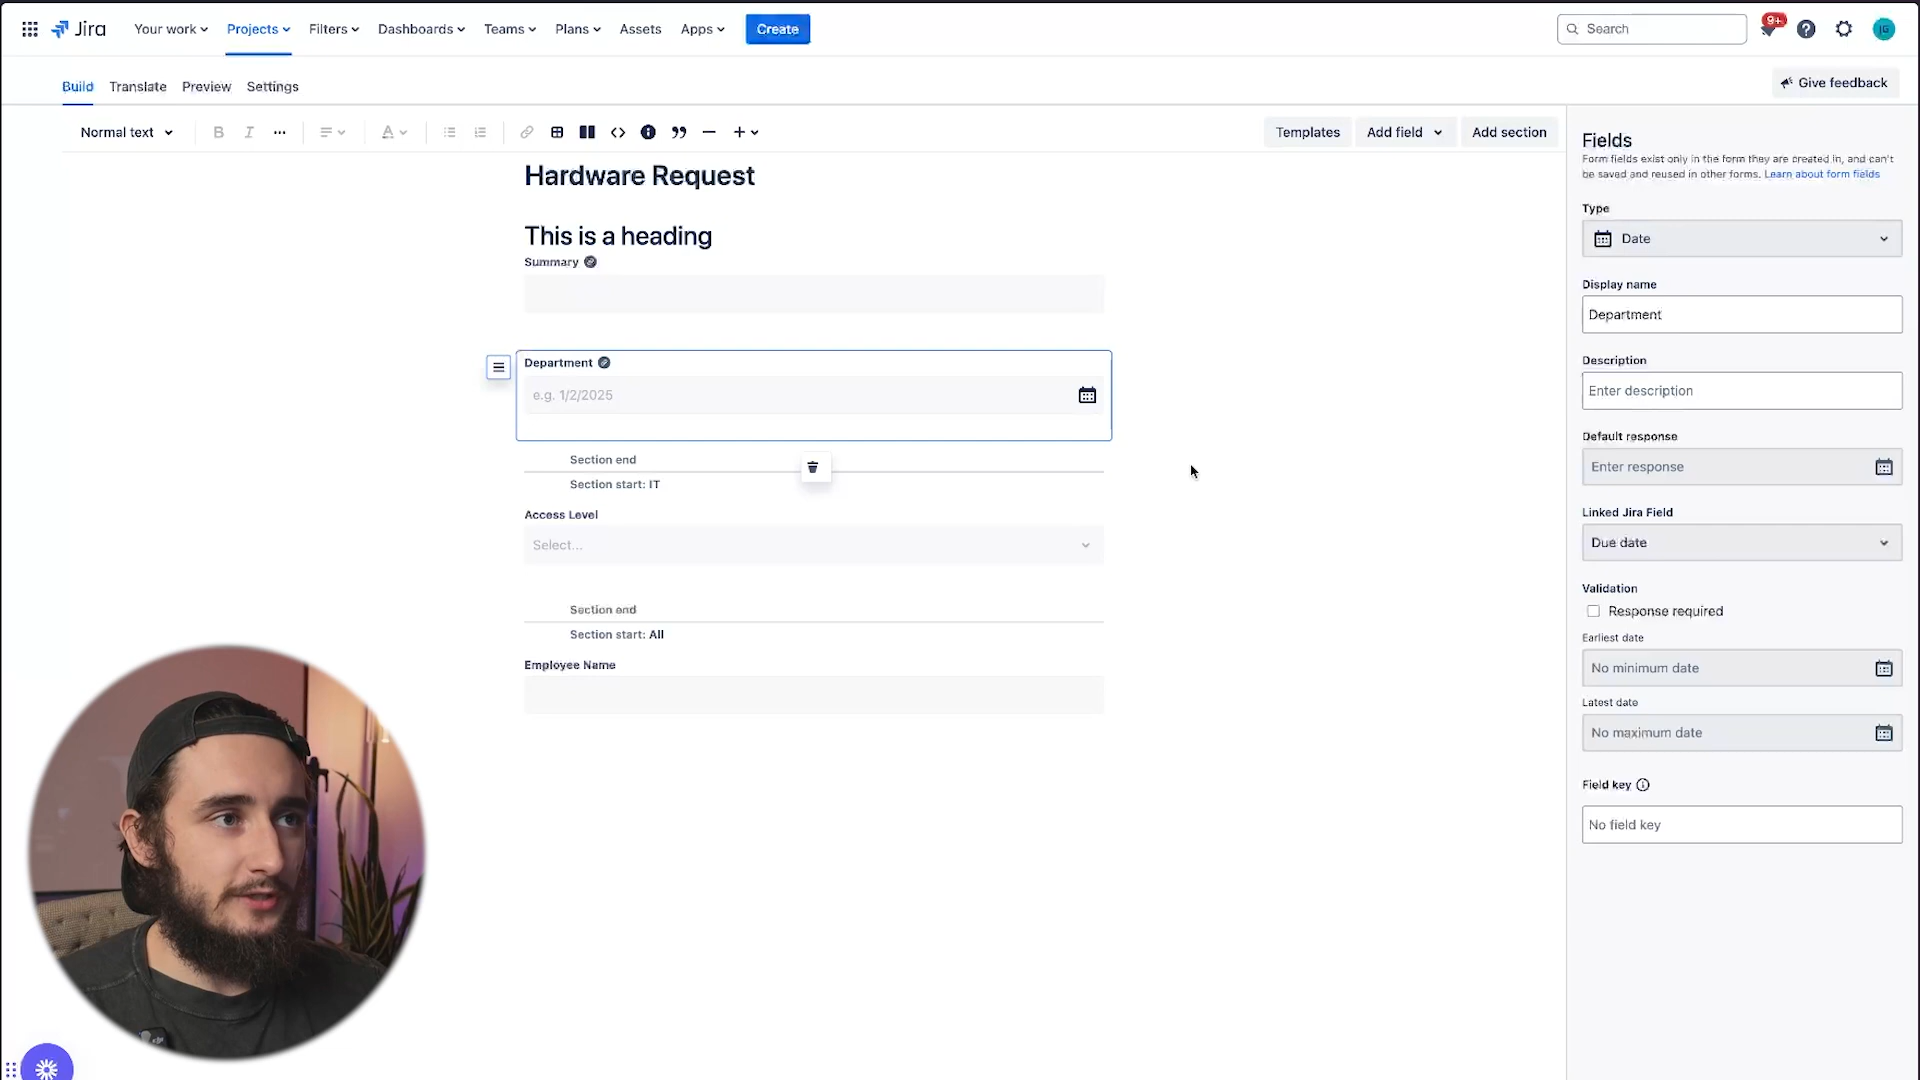 Jira
Your work
Projects
Filters
Dashboards
Teams
Plans
Assets
Apps
Create
Search
9+
JG
Build
Translate
Preview
Settings
Give feedback
Normal text
B
I
A
Templates
Add field
Add section
Hardware Request
This is a heading
Summary
Department
e.g. 1/2/2025
Section end
Section start: IT
Access Level
Select...
Section end
Section start: All
Employee Name
Fields
Form fields exist only in the form they are created in, and can't
be saved and reused in other forms. Learn about form fields
Type
Date
Display name
Department
Description
Enter description
Default response
Enter response
Linked Jira Field
Due date
Validation
Response required
Earliest date
No minimum date
Latest date
No maximum date
Field key
No field key